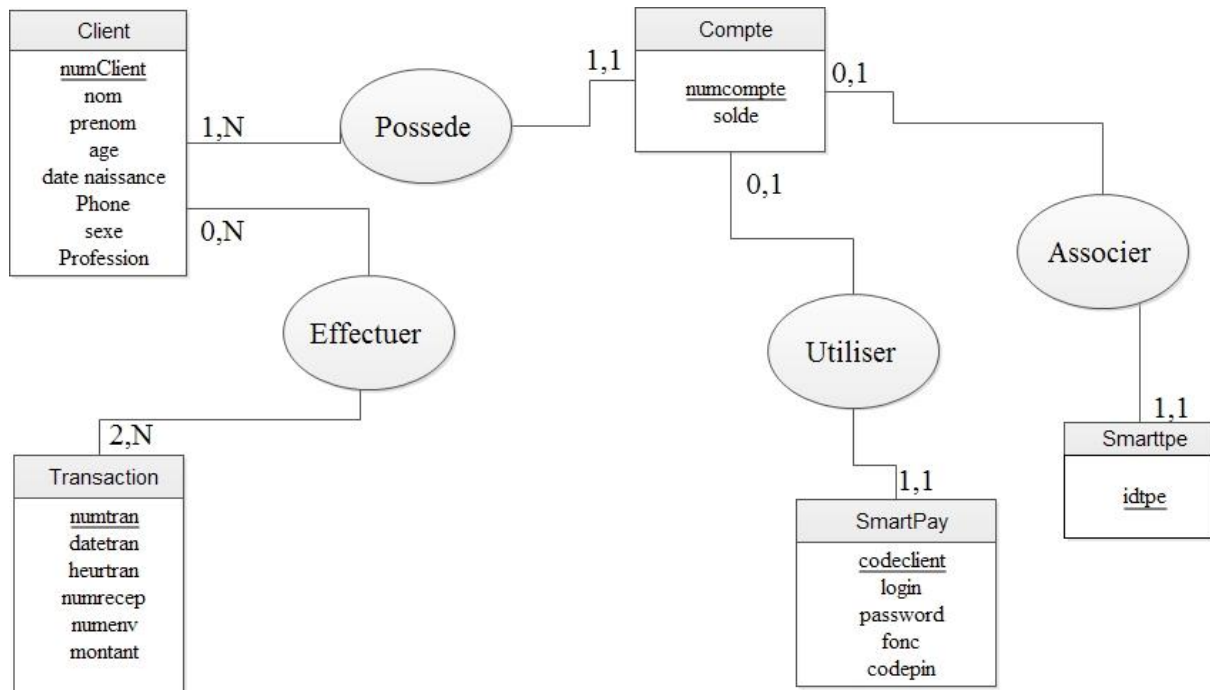 Client
numClient
nom
prenom
age
date naissance
Phone
sexe
Profession
1,N
0,N
Possede
1,1
Compte
numcompte
solde
0,1
0,1
Effectuer
Utiliser
Associer
2,N
Transaction
numtran
datetran
heurtran
numrecep
numenv
montant
1,1
SmartPay
codeclient
login
password
fonc
codepin
1,1
Smarttpe
idtpe